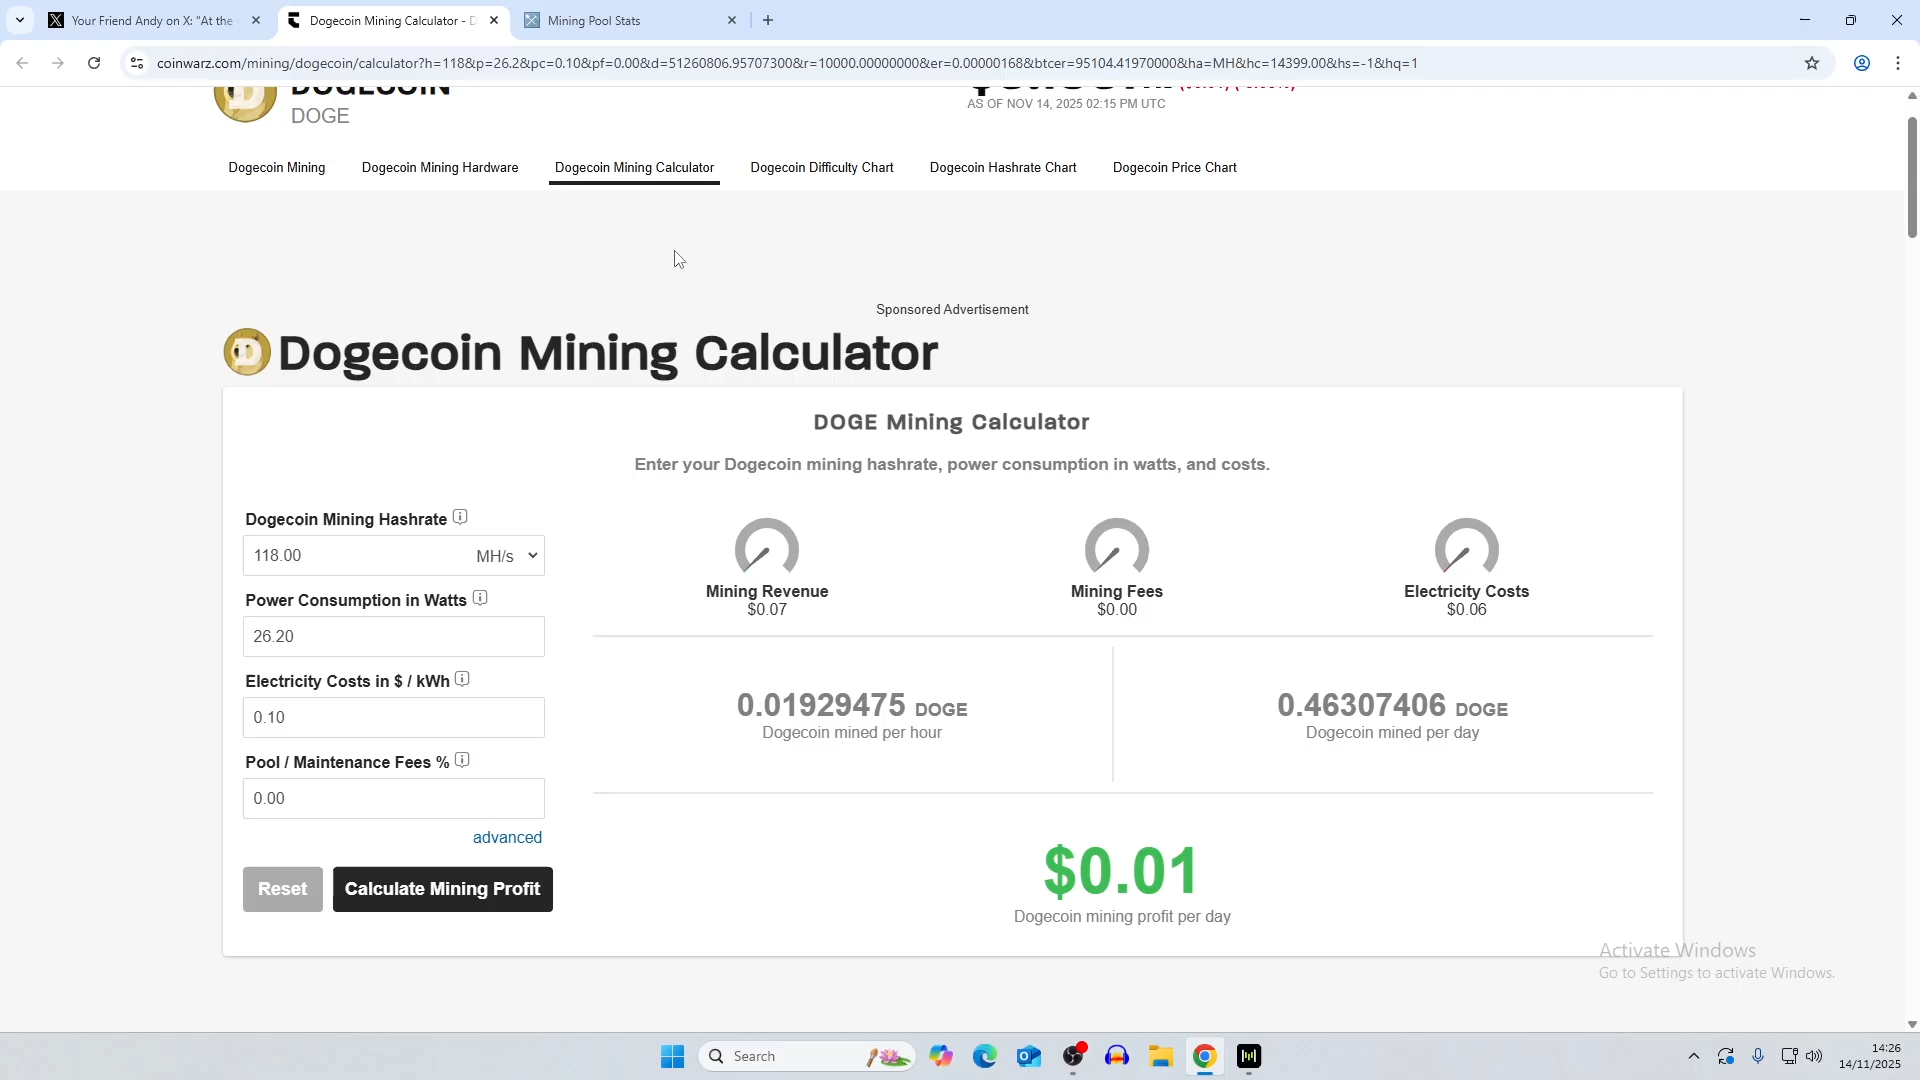 Your Friend Andy on X: "At the
Dogecoin Mining Calculator - D
Mining Pool Stats
coinwarz.com/mining/dogecoin/calculator?h=118&p=26.2&pc=0.10&pf=0.00&d=51260806.95707300&r=10000.00000000&er=0.00000168&btcer=95104.41970000&ha=MH&hc=14399.00&hs=-1&hq=1
DOGECOIN
DOGE
AS OF NOV 14, 2025 02:15 PM UTC
Dogecoin Mining
Dogecoin Mining Hardware
Dogecoin Mining Calculator
Dogecoin Difficulty Chart
Dogecoin Hashrate Chart
Dogecoin Price Chart
Sponsored Advertisement
Dogecoin Mining Calculator
DOGE Mining Calculator
Enter your Dogecoin mining hashrate, power consumption in watts, and costs.
Dogecoin Mining Hashrate
118.00 MH/s
Power Consumption in Watts
26.20
Electricity Costs in $ / kWh
0.10
Pool / Maintenance Fees %
0.00
advanced
Reset
Calculate Mining Profit
Mining Revenue
$0.07
Mining Fees
$0.00
Electricity Costs
$0.06
0.01929475 DOGE
Dogecoin mined per hour
0.46307406 DOGE
Dogecoin mined per day
$0.01
Dogecoin mining profit per day
Activate Windows
Go to Settings to activate Windows.
Search
14:26
14/11/2025